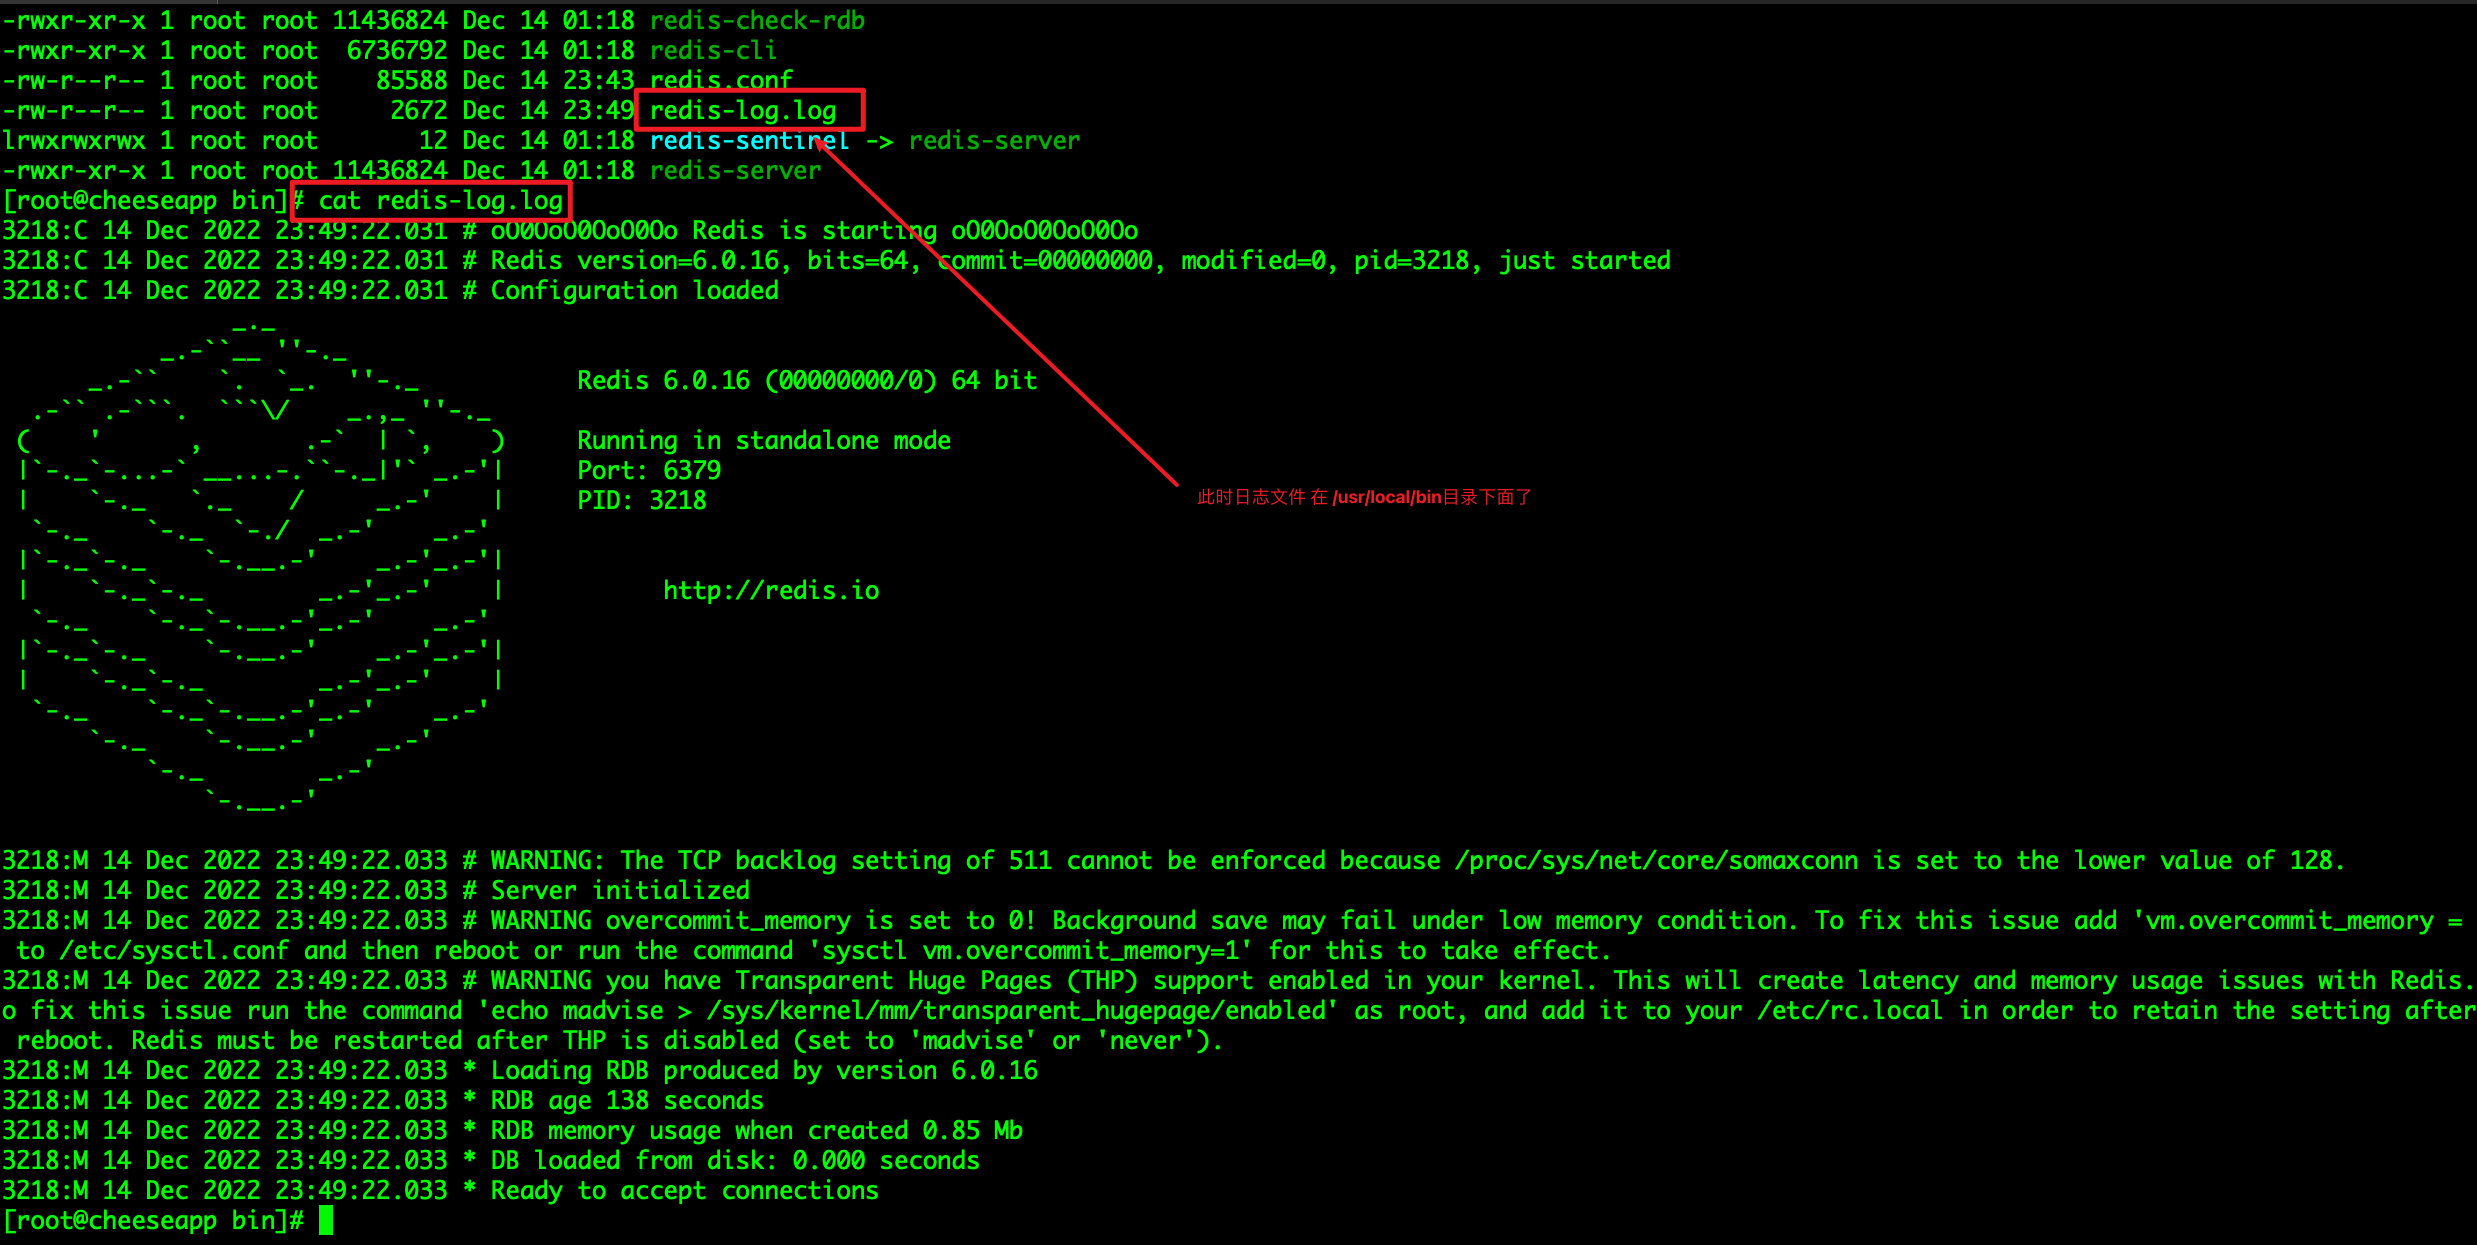 -rwxr-xr-x 1 root root 11436824 Dec 14 01:18 redis-check-rdb
-rwxr-xr-x 1 root root  6736792 Dec 14 01:18 redis-cli
-rw-r--r-- 1 root root    85588 Dec 14 23:43 redis.conf
-rw-r--r-- 1 root root     2672 Dec 14 23:49 redis-log.log
lrwxrwxrwx 1 root root       12 Dec 14 01:18 redis-sentinel -> redis-server
-rwxr-xr-x 1 root root 11436824 Dec 14 01:18 redis-server
[root@cheeseapp bin]# cat redis-log.log
3218:C 14 Dec 2022 23:49:22.031 # oO0OoO0OoO0Oo Redis is starting oO0OoO0OoO0Oo
3218:C 14 Dec 2022 23:49:22.031 # Redis version=6.0.16, bits=64, commit=00000000, modified=0, pid=3218, just started
3218:C 14 Dec 2022 23:49:22.031 # Configuration loaded
Redis 6.0.16 (00000000/0) 64 bit
Running in standalone mode
Port: 6379
PID: 3218
此时日志文件 在 /usr/local/bin目录下面了
http://redis.io
3218:M 14 Dec 2022 23:49:22.033 # WARNING: The TCP backlog setting of 511 cannot be enforced because /proc/sys/net/core/somaxconn is set to the lower value of 128.
3218:M 14 Dec 2022 23:49:22.033 # Server initialized
3218:M 14 Dec 2022 23:49:22.033 # WARNING overcommit_memory is set to 0! Background save may fail under low memory condition. To fix this issue add 'vm.overcommit_memory =
 to /etc/sysctl.conf and then reboot or run the command 'sysctl vm.overcommit_memory=1' for this to take effect.
3218:M 14 Dec 2022 23:49:22.033 # WARNING you have Transparent Huge Pages (THP) support enabled in your kernel. This will create latency and memory usage issues with Redis.
o fix this issue run the command 'echo madvise > /sys/kernel/mm/transparent_hugepage/enabled' as root, and add it to your /etc/rc.local in order to retain the setting after
 reboot. Redis must be restarted after THP is disabled (set to 'madvise' or 'never').
3218:M 14 Dec 2022 23:49:22.033 * Loading RDB produced by version 6.0.16
3218:M 14 Dec 2022 23:49:22.033 * RDB age 138 seconds
3218:M 14 Dec 2022 23:49:22.033 * RDB memory usage when created 0.85 Mb
3218:M 14 Dec 2022 23:49:22.033 * DB loaded from disk: 0.000 seconds
3218:M 14 Dec 2022 23:49:22.033 * Ready to accept connections
[root@cheeseapp bin]#